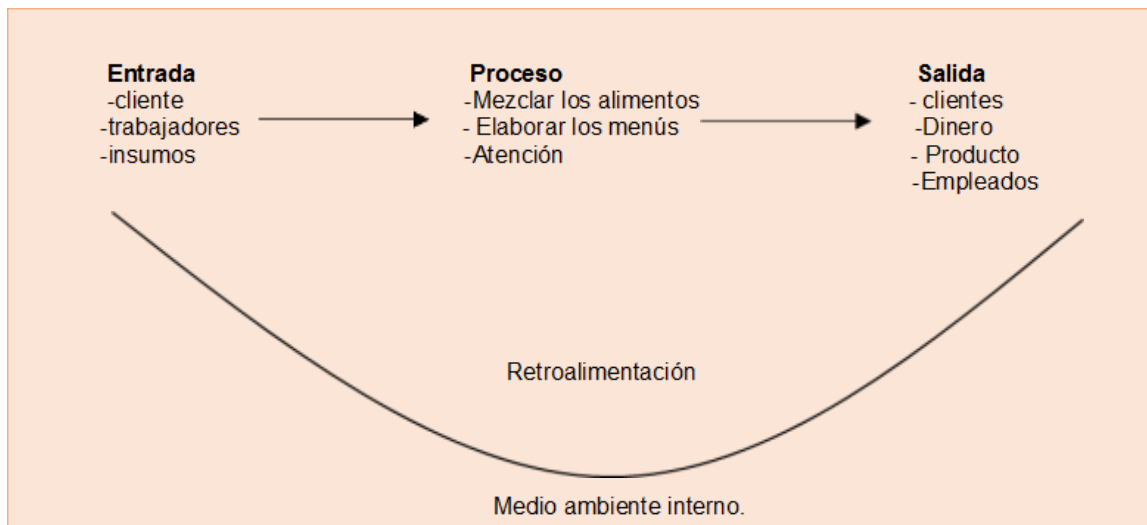 Entrada
-cliente
-trabajadores
-insumos
Proceso
-Mezclar los alimentos
- Elaborar los menús
-Atención
Salida
- clientes
-Dinero
- Producto
-Empleados
Retroalimentación
Medio ambiente interno.